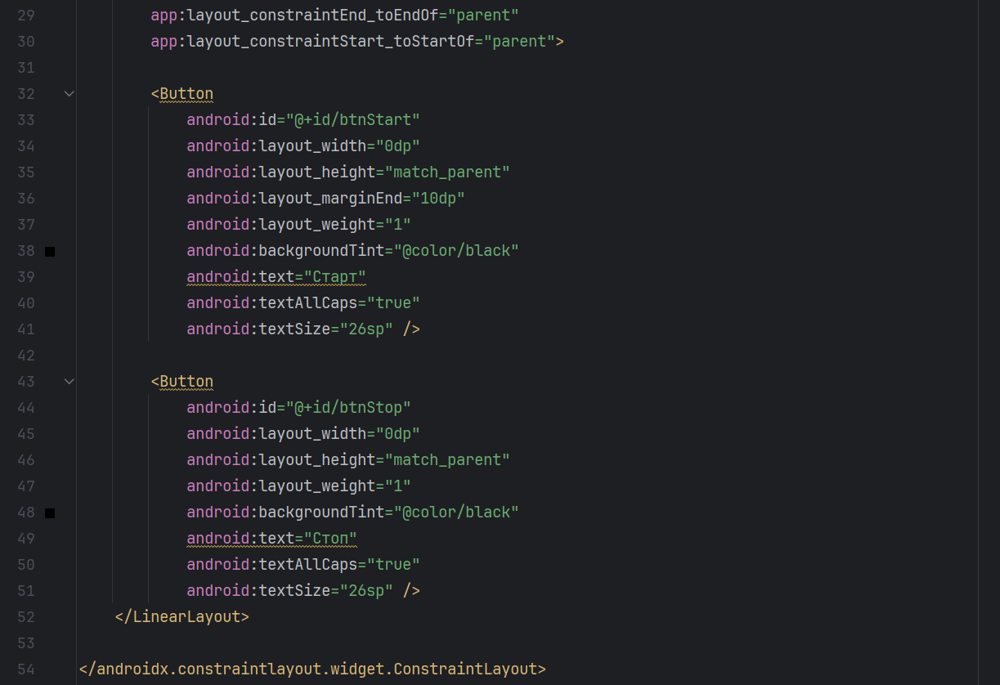 29 app:layout_constraintEnd_toEndOf="parent"
30 app:layout_constraintStart_toStartOf="parent">
31
32 <Button
33 android:id="@+id/btnStart"
34 android:layout_width="0dp"
35 android:layout_height="match_parent"
36 android:layout_marginEnd="10dp"
37 android:layout_weight="1"
38 android:backgroundTint="@color/black"
39 android:text="Старт"
40 android:textAllCaps="true"
41 android:textSize="26sp" />
42
43 <Button
44 android:id="@+id/btnStop"
45 android:layout_width="0dp"
46 android:layout_height="match_parent"
47 android:layout_weight="1"
48 android:backgroundTint="@color/black"
49 android:text="Стоп"
50 android:textAllCaps="true"
51 android:textSize="26sp" />
52 </LinearLayout>
53
54 </androidx.constraintlayout.widget.ConstraintLayout>